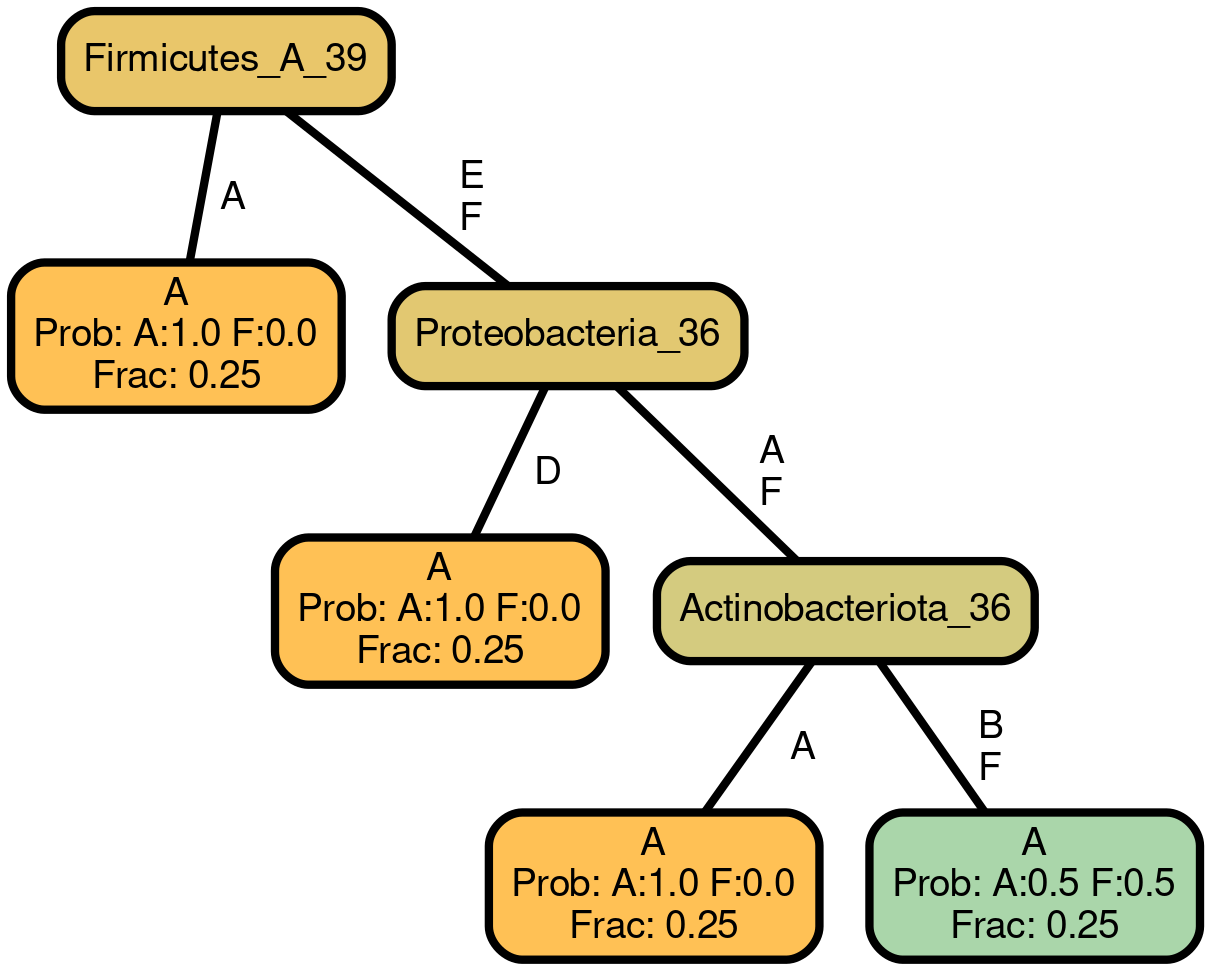 Firmicutes_A_39
A
E
F
A
Prob: A:1.0 F:0.0
Frac: 0.25
Proteobacteria_36
D
A
F
A
Prob: A:1.0 F:0.0
Frac: 0.25
Actinobacteriota_36
A
B
F
A
Prob: A:1.0 F:0.0
Frac: 0.25
A
Prob: A:0.5 F:0.5
Frac: 0.25